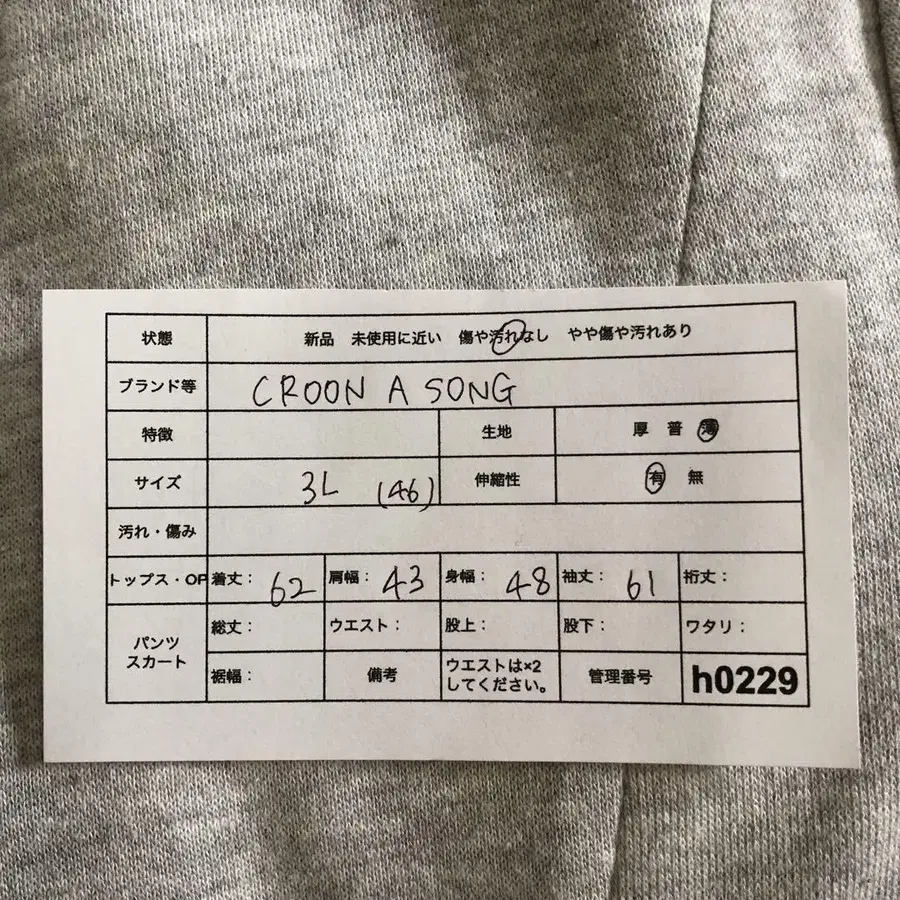 状態 新品 未使用に近い 傷や汚れなし やや傷や汚れあり
ブランド等 CROON A SONG
特徴 生地 厚 普 薄
サイズ 3L (46) 伸縮性 有 無
汚れ・傷み
トップス・OP 着丈: 62 肩幅: 43 身幅: 48 袖丈: 61 裄丈:
パンツ
スカート
総丈: ウエスト: 股上: 股下: ワタリ:
裾幅: 備考 ウエストは×2
してください。 管理番号 h0229